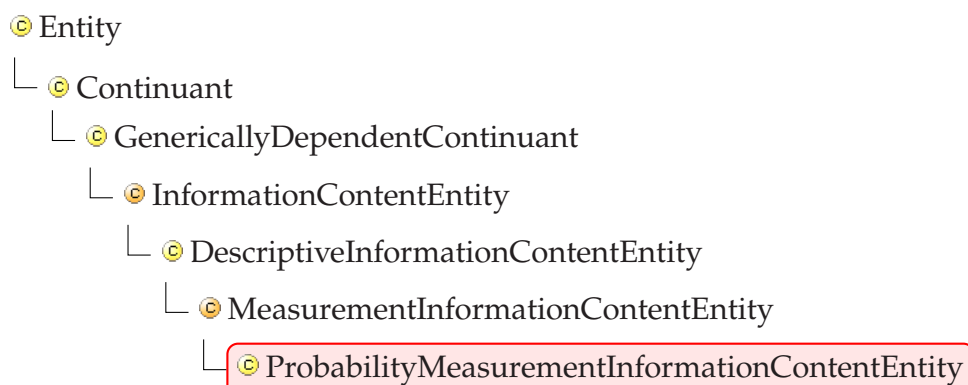 Entity
Continuant
GenericallyDependentContinuant
InformationContentEntity
DescriptiveInformationContentEntity
MeasurementInformationContentEntity
ProbabilityMeasurementInformationContentEntity